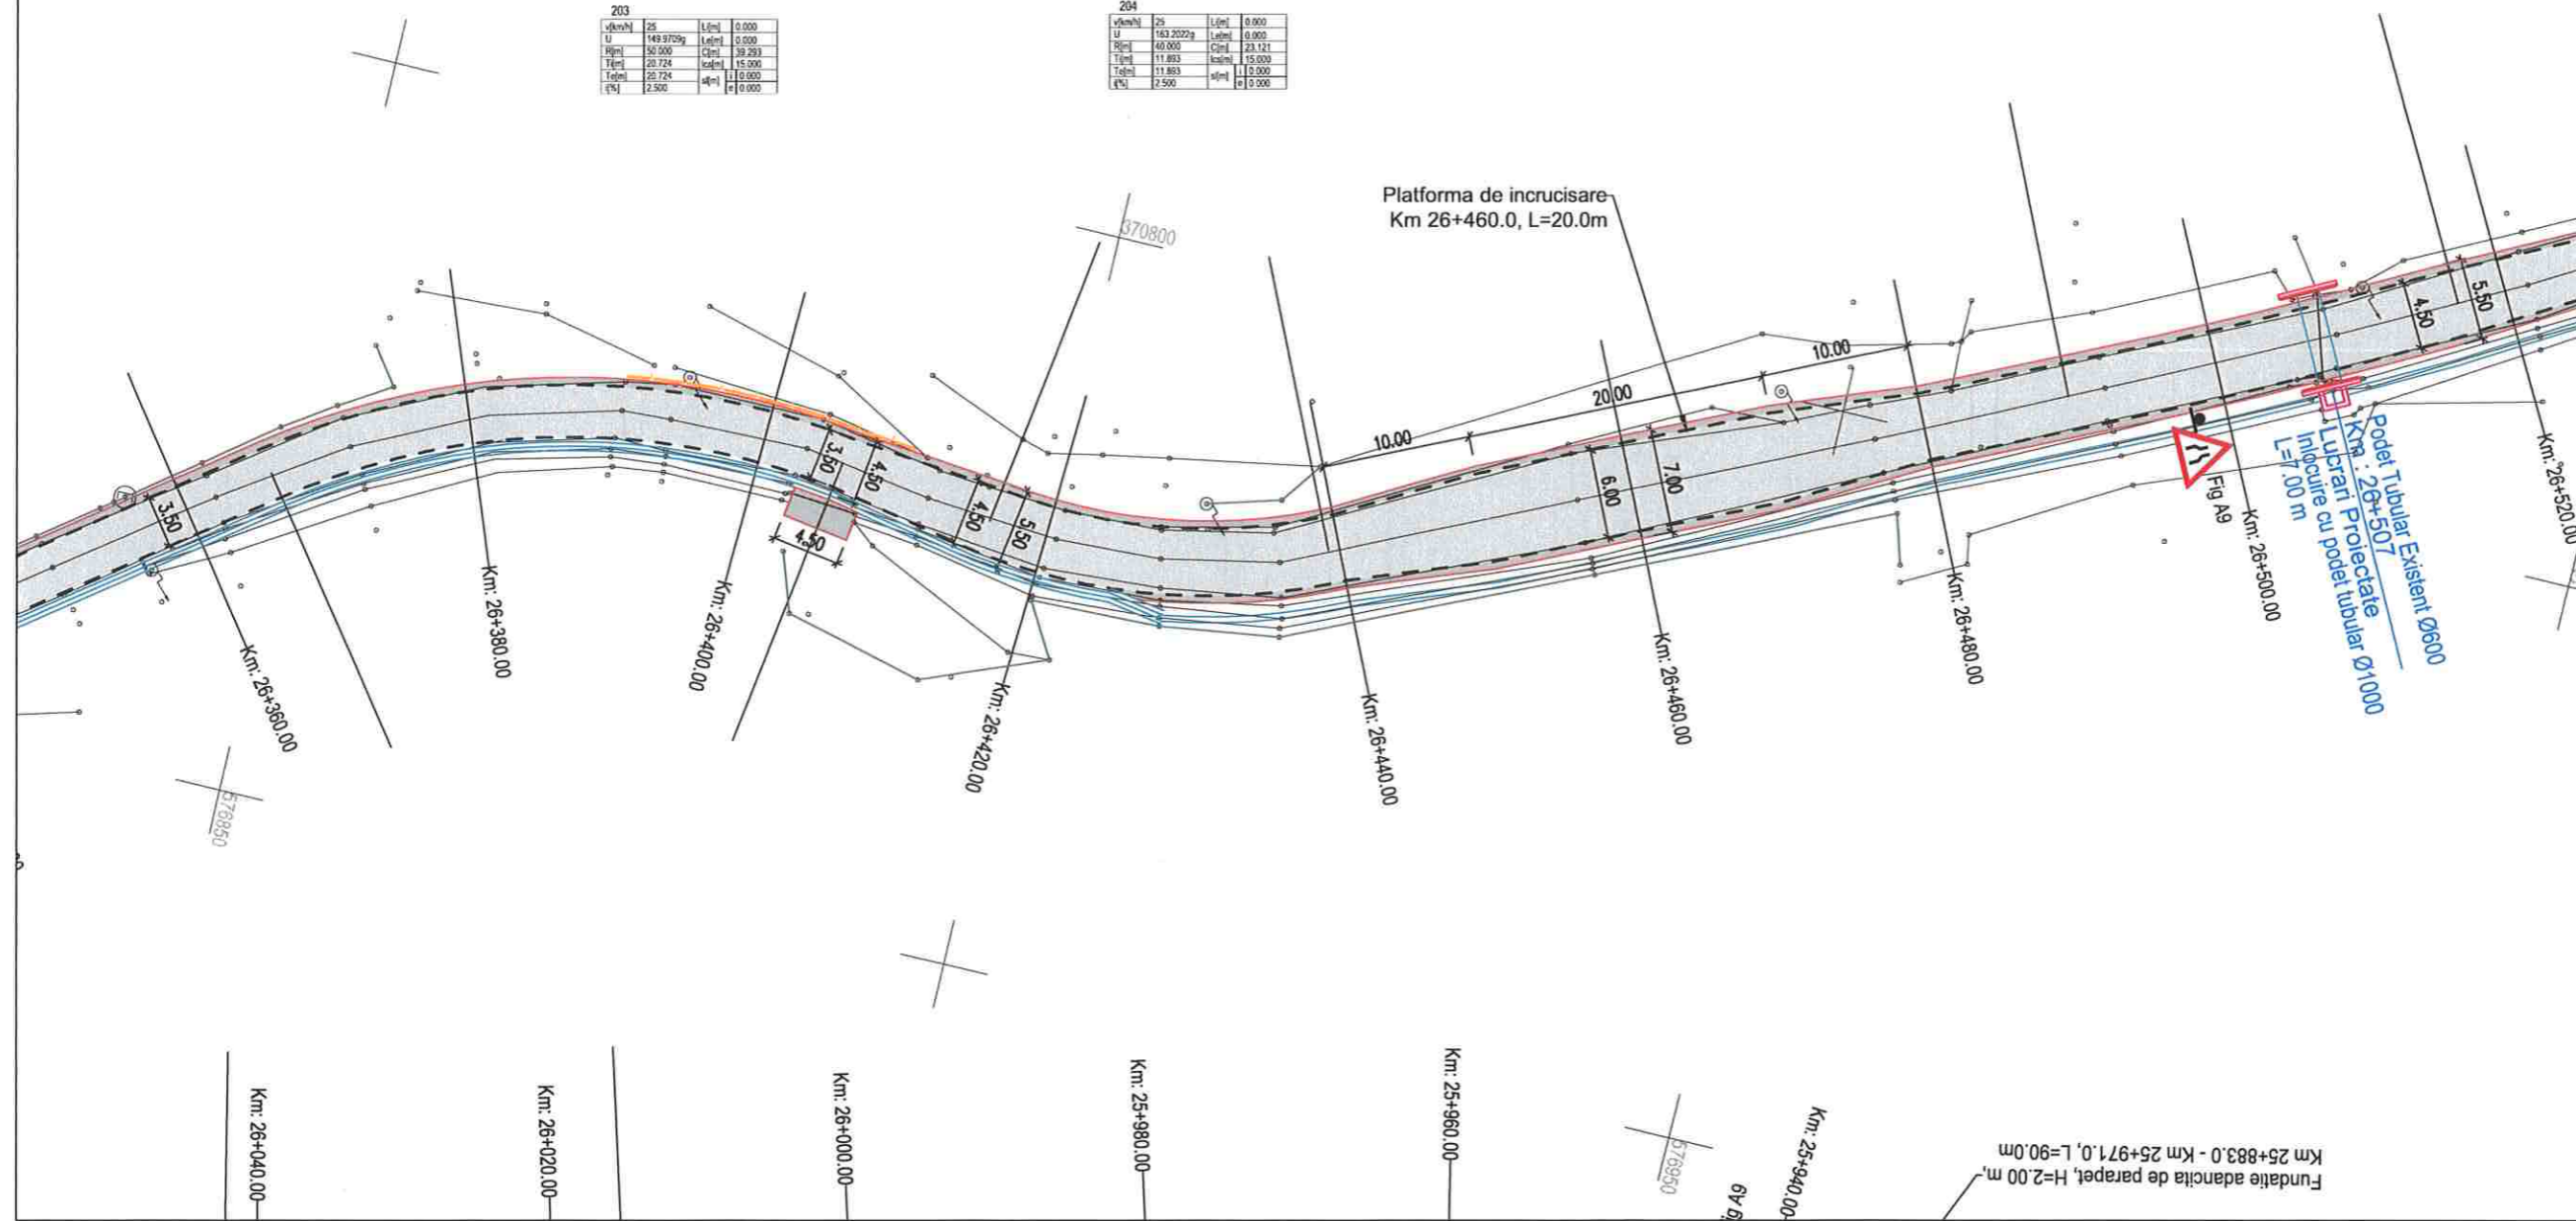 203
v[km/h] 25 Li[m] 0.000
U 149.9709g Le[m] 0.000
R[m] 50.000 C[m] 39.293
Ti[m] 20.724 lcs[m] 15.000
Te[m] 20.724 sl[m] i 0.000
i[%] 2.500 e 0.000
204
v[km/h] 25 Li[m] 0.000
U 163.2022g Le[m] 0.000
R[m] 40.000 C[m] 23.121
Ti[m] 11.893 lcs[m] 15.000
Te[m] 11.893 sl[m] i 0.000
i[%] 2.500 e 0.000
Platforma de incrucisare
Km 26+460.0, L=20.0m
370800
10.00
20.00
10.00
3.50
3.50
4.50
4.50
4.50
5.50
6.00
7.00
4.50
5.50
Km: 26+360.00
Km: 26+380.00
Km: 26+400.00
Km: 26+420.00
Km: 26+440.00
Km: 26+460.00
Km: 26+480.00
Km: 26+500.00
Km: 26+520.00
Fig A9
Podet Tubular Existent Ø600
Km : 26+507
Lucrari Proiectate
Inlocuire cu podet tubular Ø1000
L=7.00 m
576850
Km: 26+040.00
Km: 26+020.00
Km: 26+000.00
Km: 25+980.00
Km: 25+960.00
Km: 25+940.00
576950
g A9
Fundatie adancita de parapet, H=2.00 m,
Km 25+883.0 - Km 25+971.0, L=90.0m